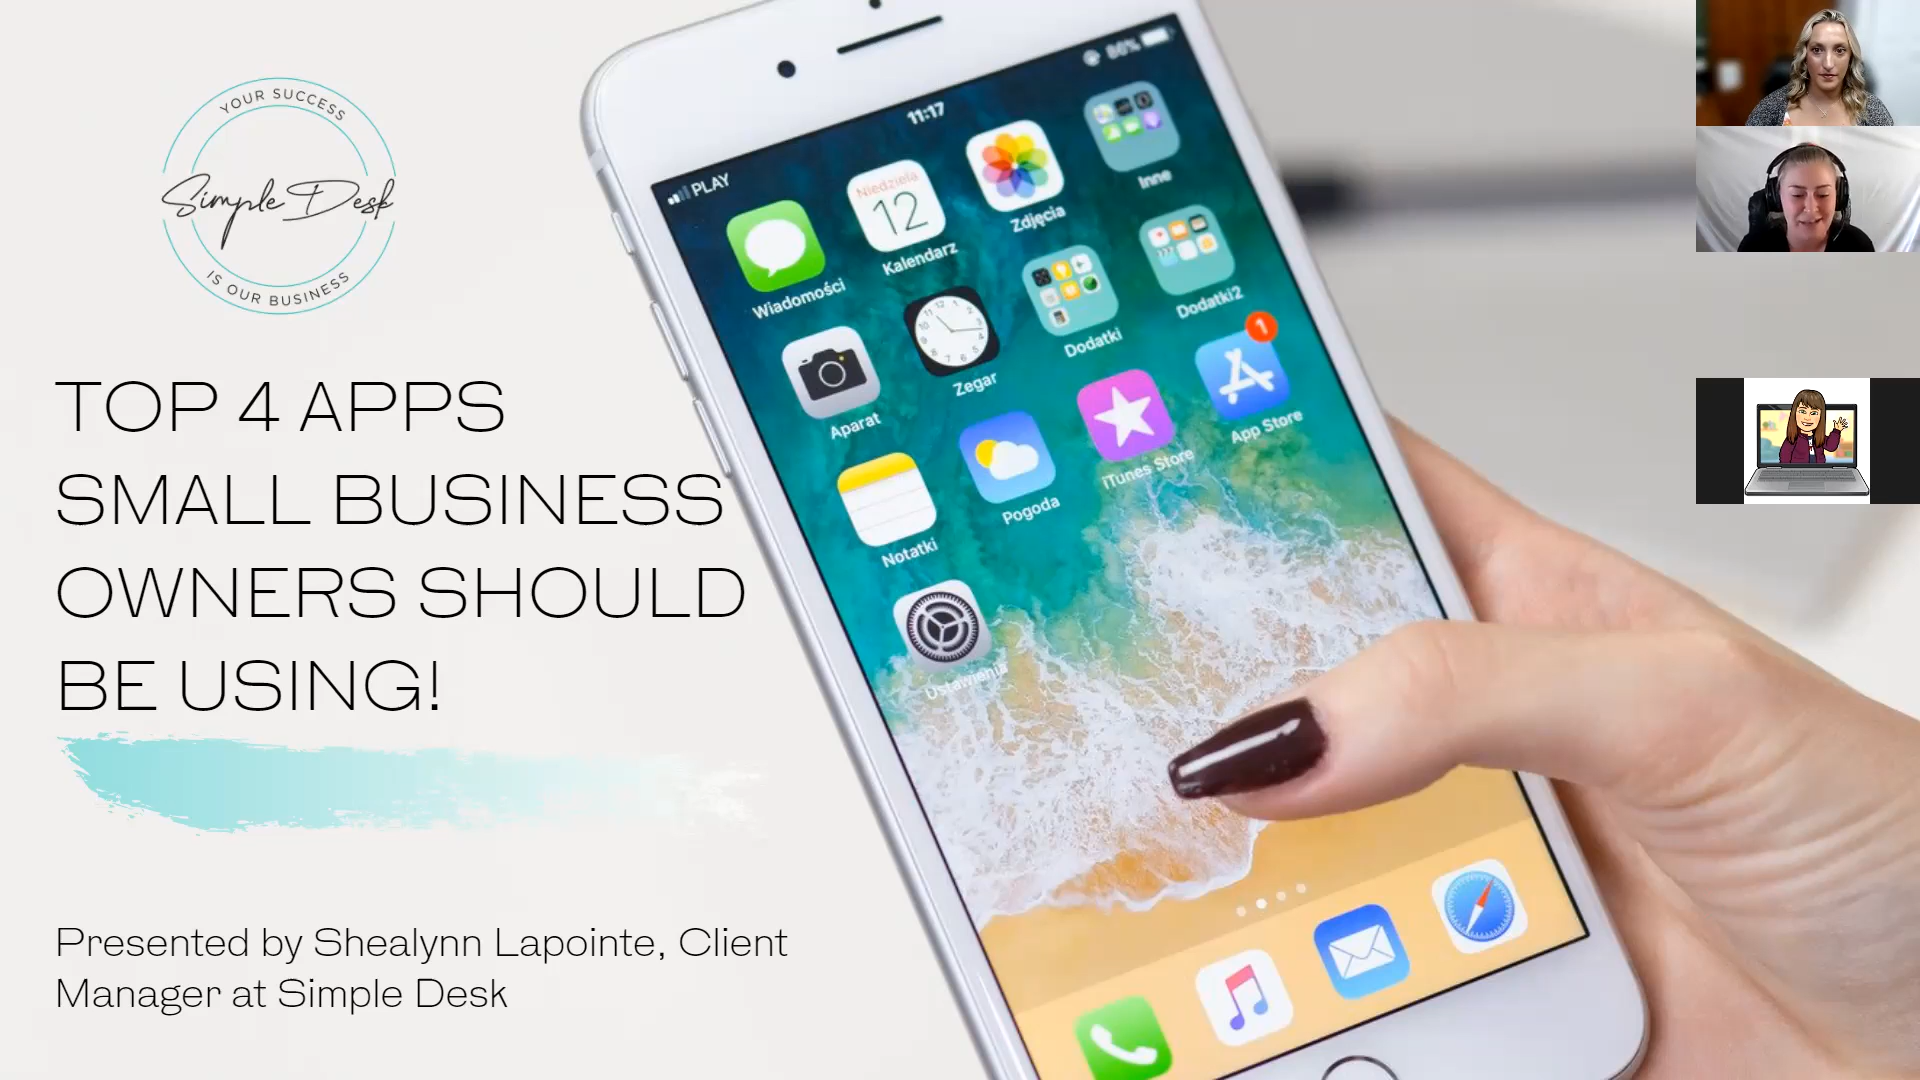 YOUR SUCCESS
Simple Desk
IS OUR BUSINESS
TOP 4 APPS
SMALL BUSINESS
OWNERS SHOULD
BE USING!
Presented by Shealynn Lapointe, Client
Manager at Simple Desk
PLAY
11:17
86%
Wiadomości
Niedziela
12
Kalendarz
Zdjęcia
Inne
Aparat
Zegar
Dodatki
Dodatki2
Notatki
Pogoda
iTunes Store
1
App Store
Ustawienia